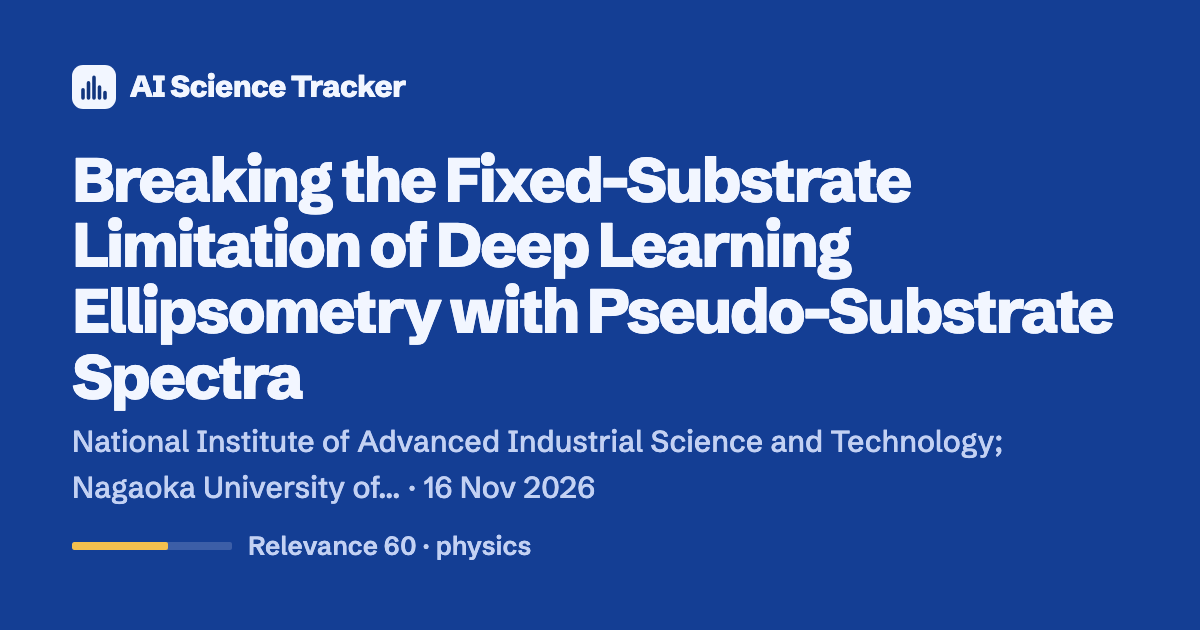 AI Science Tracker
Breaking the Fixed-Substrate
Limitation of Deep Learning
Ellipsometry with Pseudo-Substrate
Spectra
National Institute of Advanced Industrial Science and Technology;
Nagaoka University of... · 16 Nov 2026
Relevance 60 · physics